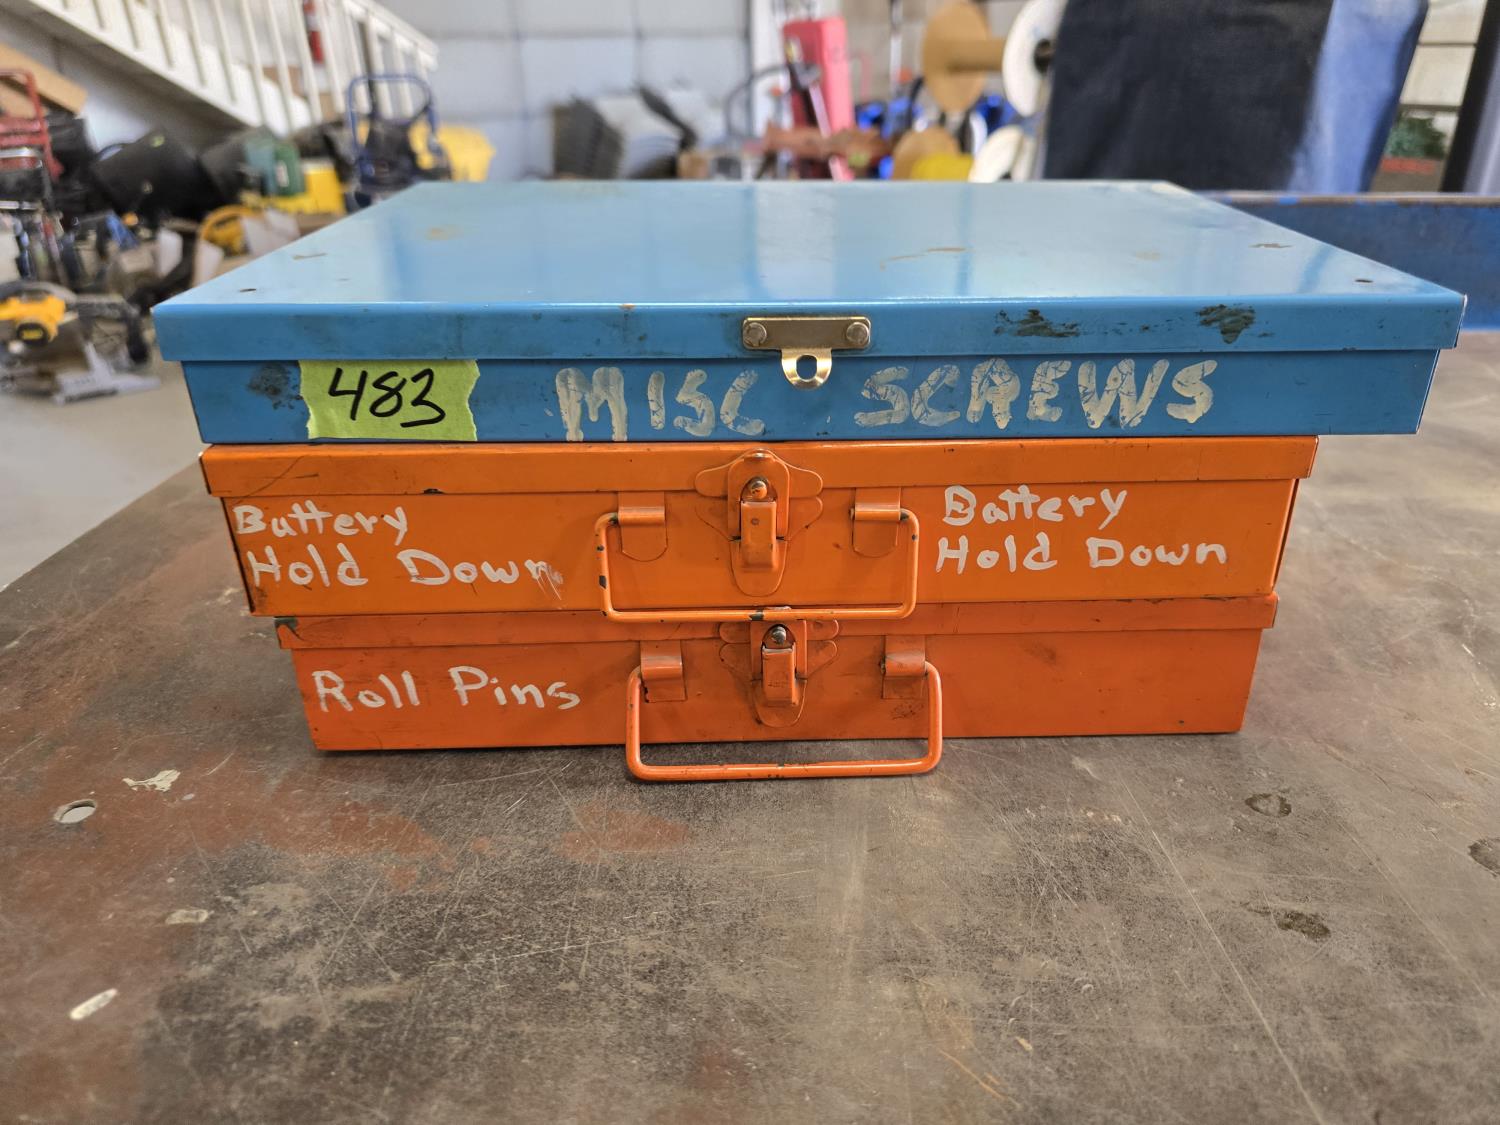 483
MISC SCREWS
Battery
Hold Down
Battery
Hold Down
Roll Pins